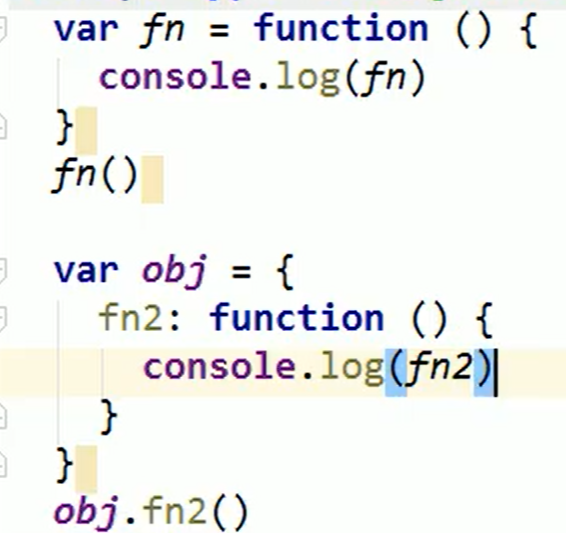 var fn = function () {
  console.log(fn)
}
fn()

var obj = {
  fn2: function () {
    console.log(fn2)
  }
}
obj.fn2()